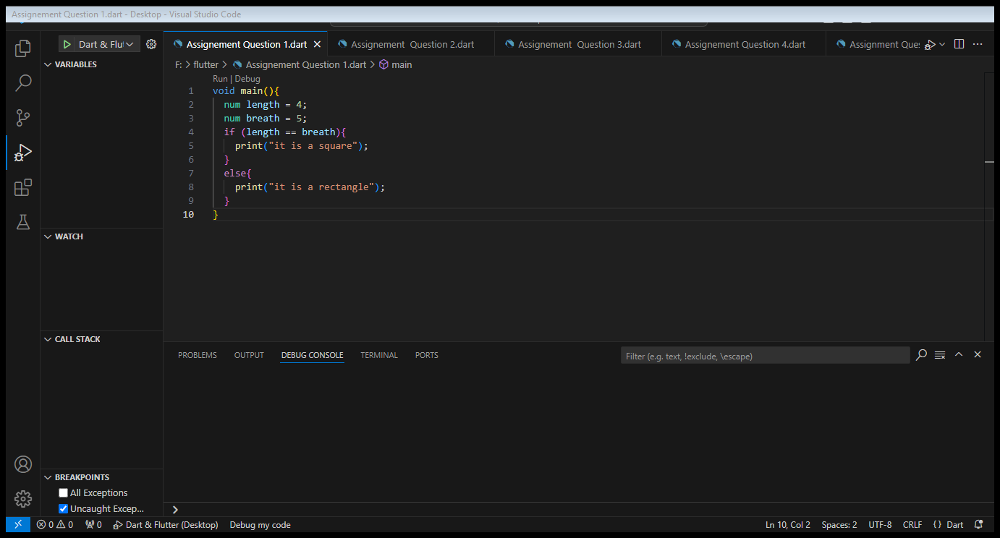 Assignement Question 1.dart - Desktop - Visual Studio Code
Dart & Flut
Assignement Question 1.dart
Assignement Question 2.dart
Assignement Question 3.dart
Assignement Question 4.dart
Assignment Que
VARIABLES
F: > flutter > Assignement Question 1.dart > main
Run | Debug
1 void main(){
2 num length = 4;
3 num breath = 5;
4 if (length == breath){
5 print("it is a square");
6 }
7 else{
8 print("it is a rectangle");
9 }
10 }
WATCH
CALL STACK
PROBLEMS OUTPUT DEBUG CONSOLE TERMINAL PORTS
Filter (e.g. text, !exclude, \escape)
BREAKPOINTS
All Exceptions
Uncaught Excep...
0 0 0 Dart & Flutter (Desktop) Debug my code Ln 10, Col 2 Spaces: 2 UTF-8 CRLF {} Dart